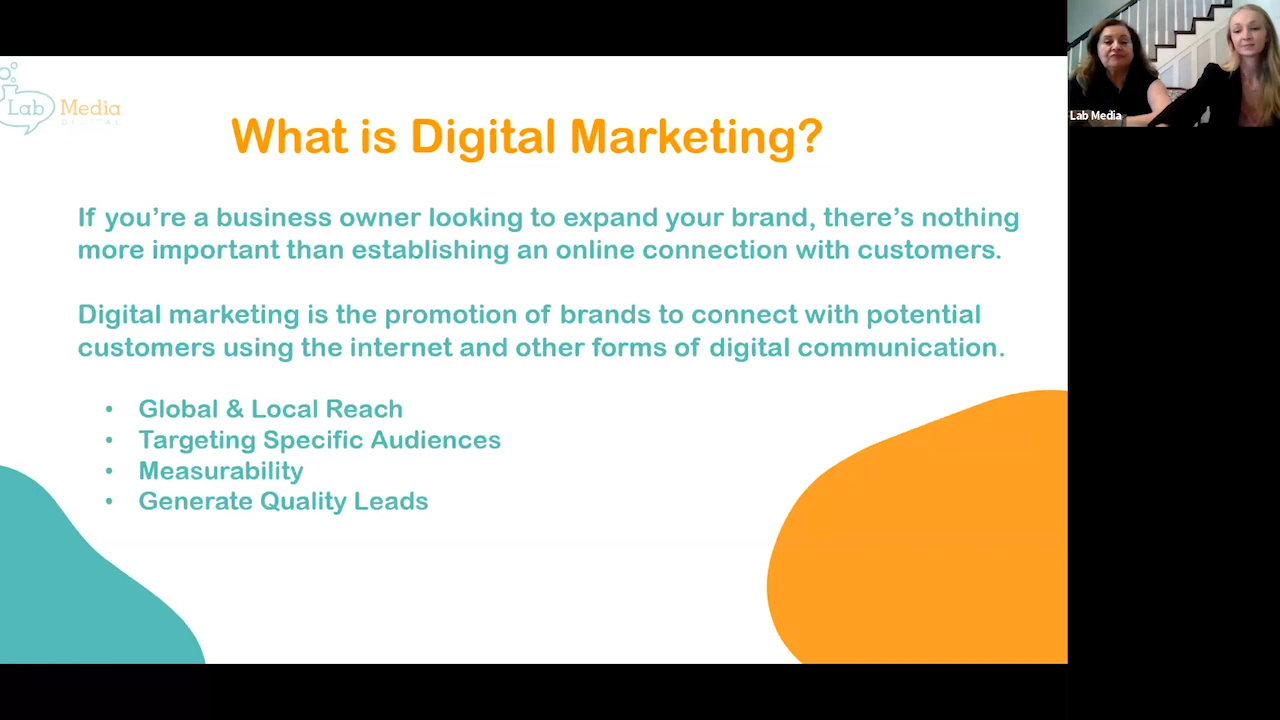 Lab Media
DIGITAL
What is Digital Marketing?
If you’re a business owner looking to expand your brand, there’s nothing
more important than establishing an online connection with customers.
Digital marketing is the promotion of brands to connect with potential
customers using the internet and other forms of digital communication.
• Global & Local Reach
• Targeting Specific Audiences
• Measurability
• Generate Quality Leads
Lab Media